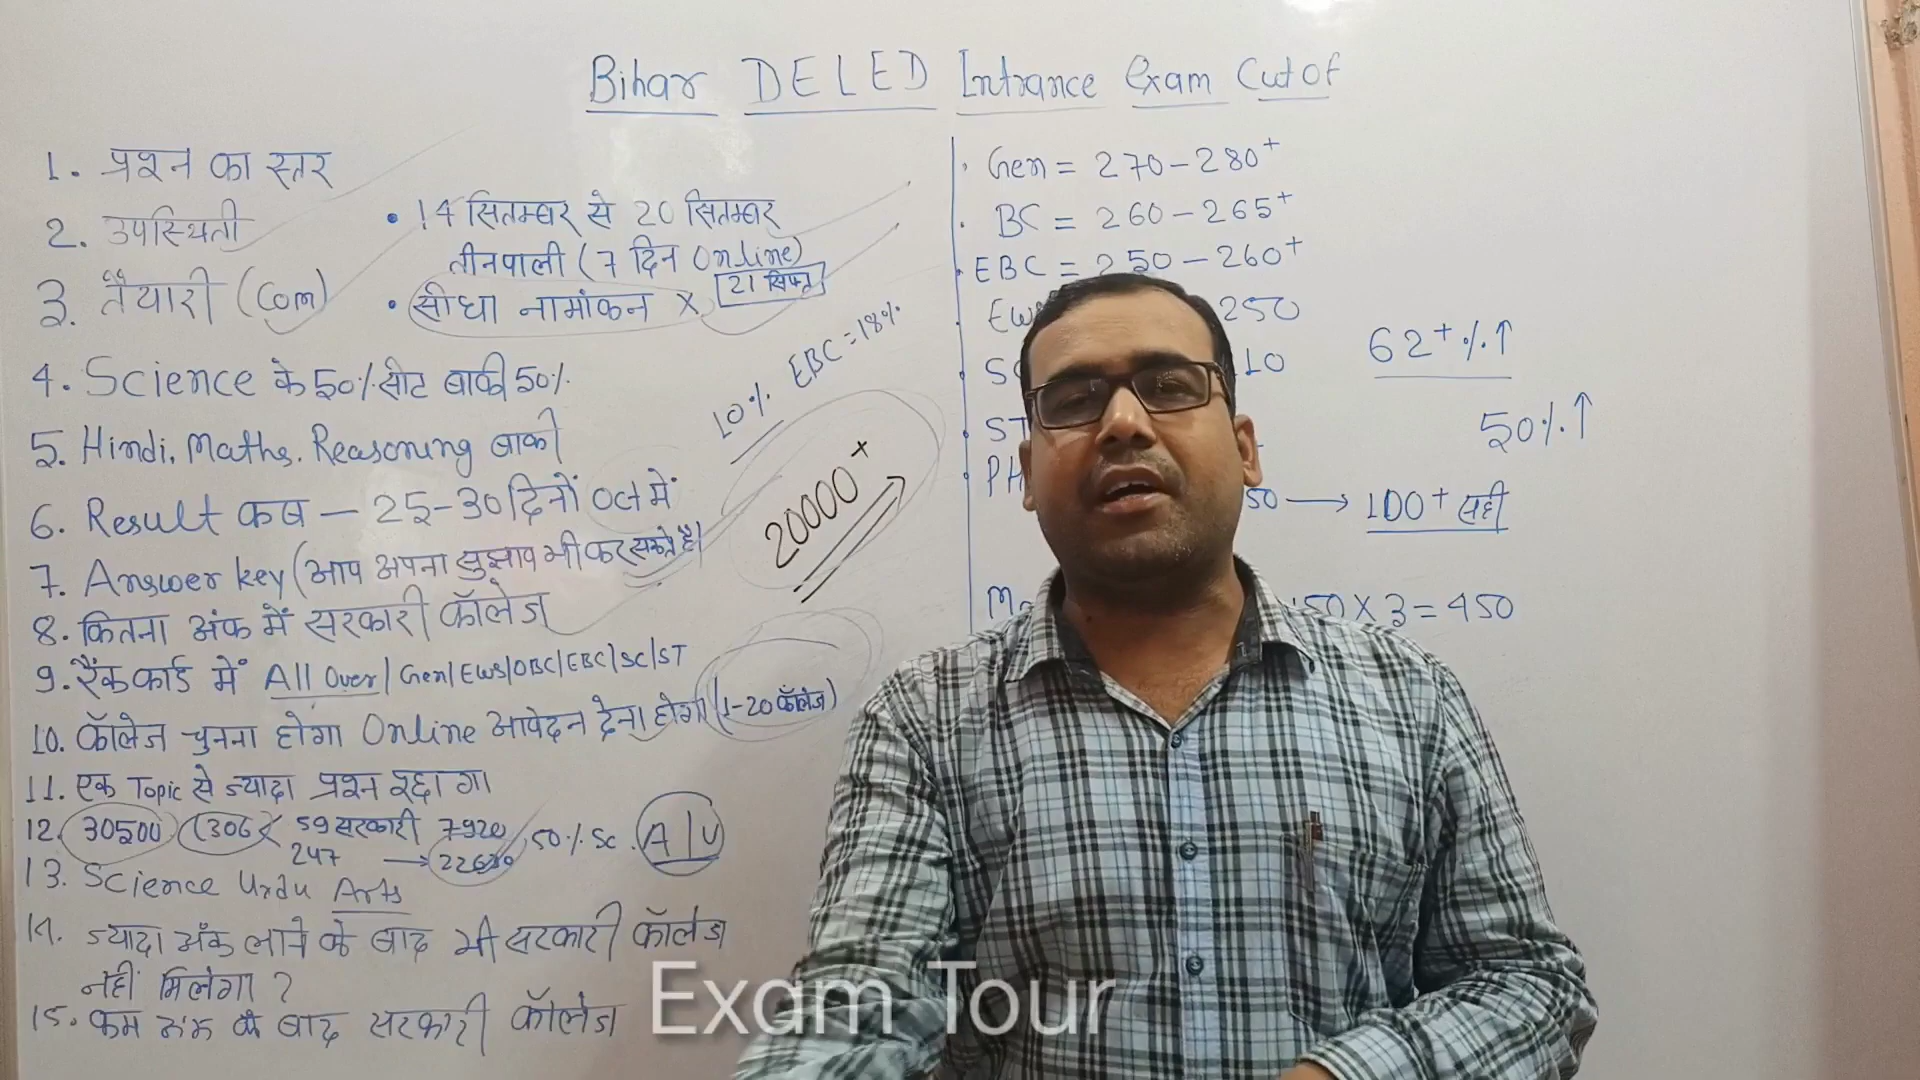 Bihar DELED Intrance Exam Cutof
1. प्रश्न का स्तर
2. उपस्थिती
3. तैयारी (Com)
• 14 सितम्बर से 20 सितम्बर
तीनपाली (7 दिन Online)
• सीधा नामांकन x 21 सिफ्ट
4. Science के 50% सीट बाकी 50%
5. Hindi, Maths, Reasoning बाकी
6. Result कब – 25-30 दिनों Oct में
7. Answer key (आप अपना सुझाव भी कर सकते है।
8. कितना अंक में सरकारी कॉलेज
9. रैंक कार्ड में All Over/Gen/EWS/OBC/EBC/SC/ST
10. कॉलेज चुनना होगा Online आवेदन देना होगा (1-20 कॉलेज)
11. एक Topic से ज्यादा प्रश्न रहा गा
12. 30500 (306) 59 सरकारी 50% Sc. A|U
247 →
13. Science Urdu Arts
14. ज्यादा अंक लाने के बाद भी सरकारी कॉलेज
नहीं मिलेगा ?
15. कम अंक के बाद सरकारी कॉलेज
10% EBC = 18%
20000+
Gen = 270-280+
BC = 260-265+
EBC = 250-260+
250
10
ST
PH
50 → 100+ सही
50 x 3 = 450
62+%↑
50%↑
Exam Tour